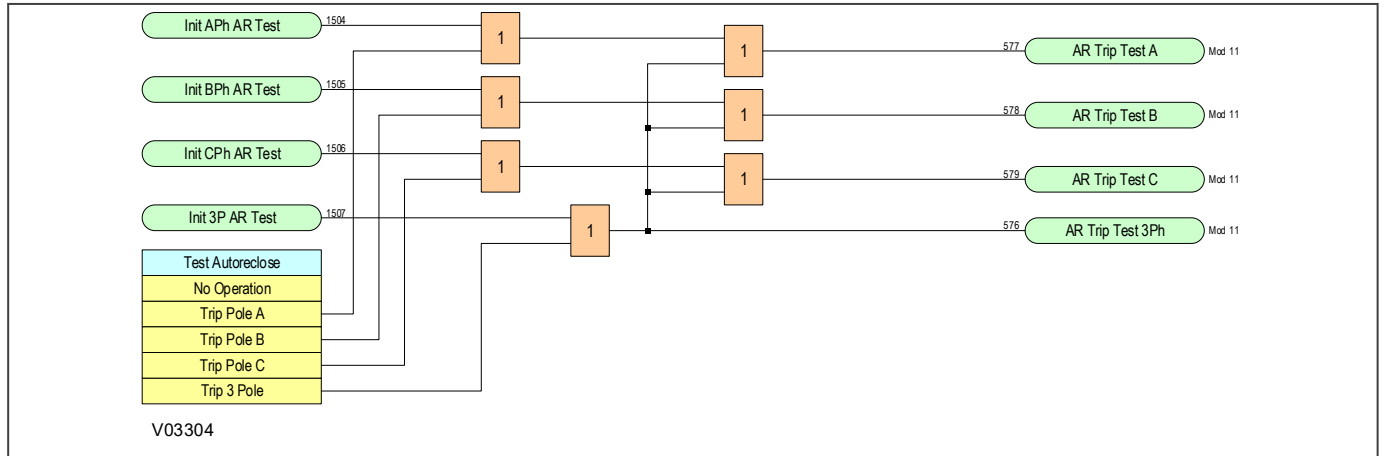 Init APh AR Test 1504
1
1
577 AR Trip Test A Mod 11
Init BPh AR Test 1505
1
1
578 AR Trip Test B Mod 11
Init CPh AR Test 1506
1
1
579 AR Trip Test C Mod 11
Init 3P AR Test 1507
1
576 AR Trip Test 3Ph Mod 11
Test Autoreclose
No Operation
Trip Pole A
Trip Pole B
Trip Pole C
Trip 3 Pole
V03304